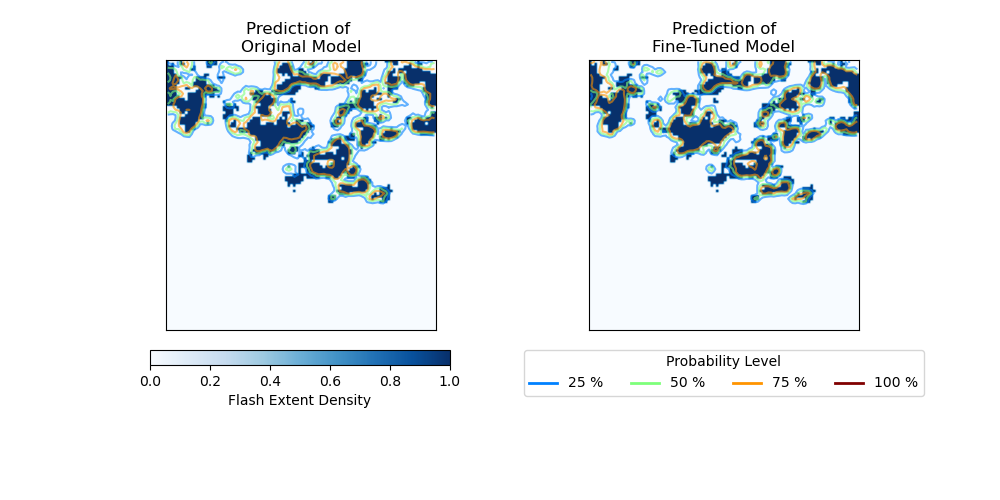 Prediction of
Original Model
Prediction of
Fine-Tuned Model
0.0 0.2 0.4 0.6 0.8 1.0
Flash Extent Density
Probability Level
25 % 50 % 75 % 100 %